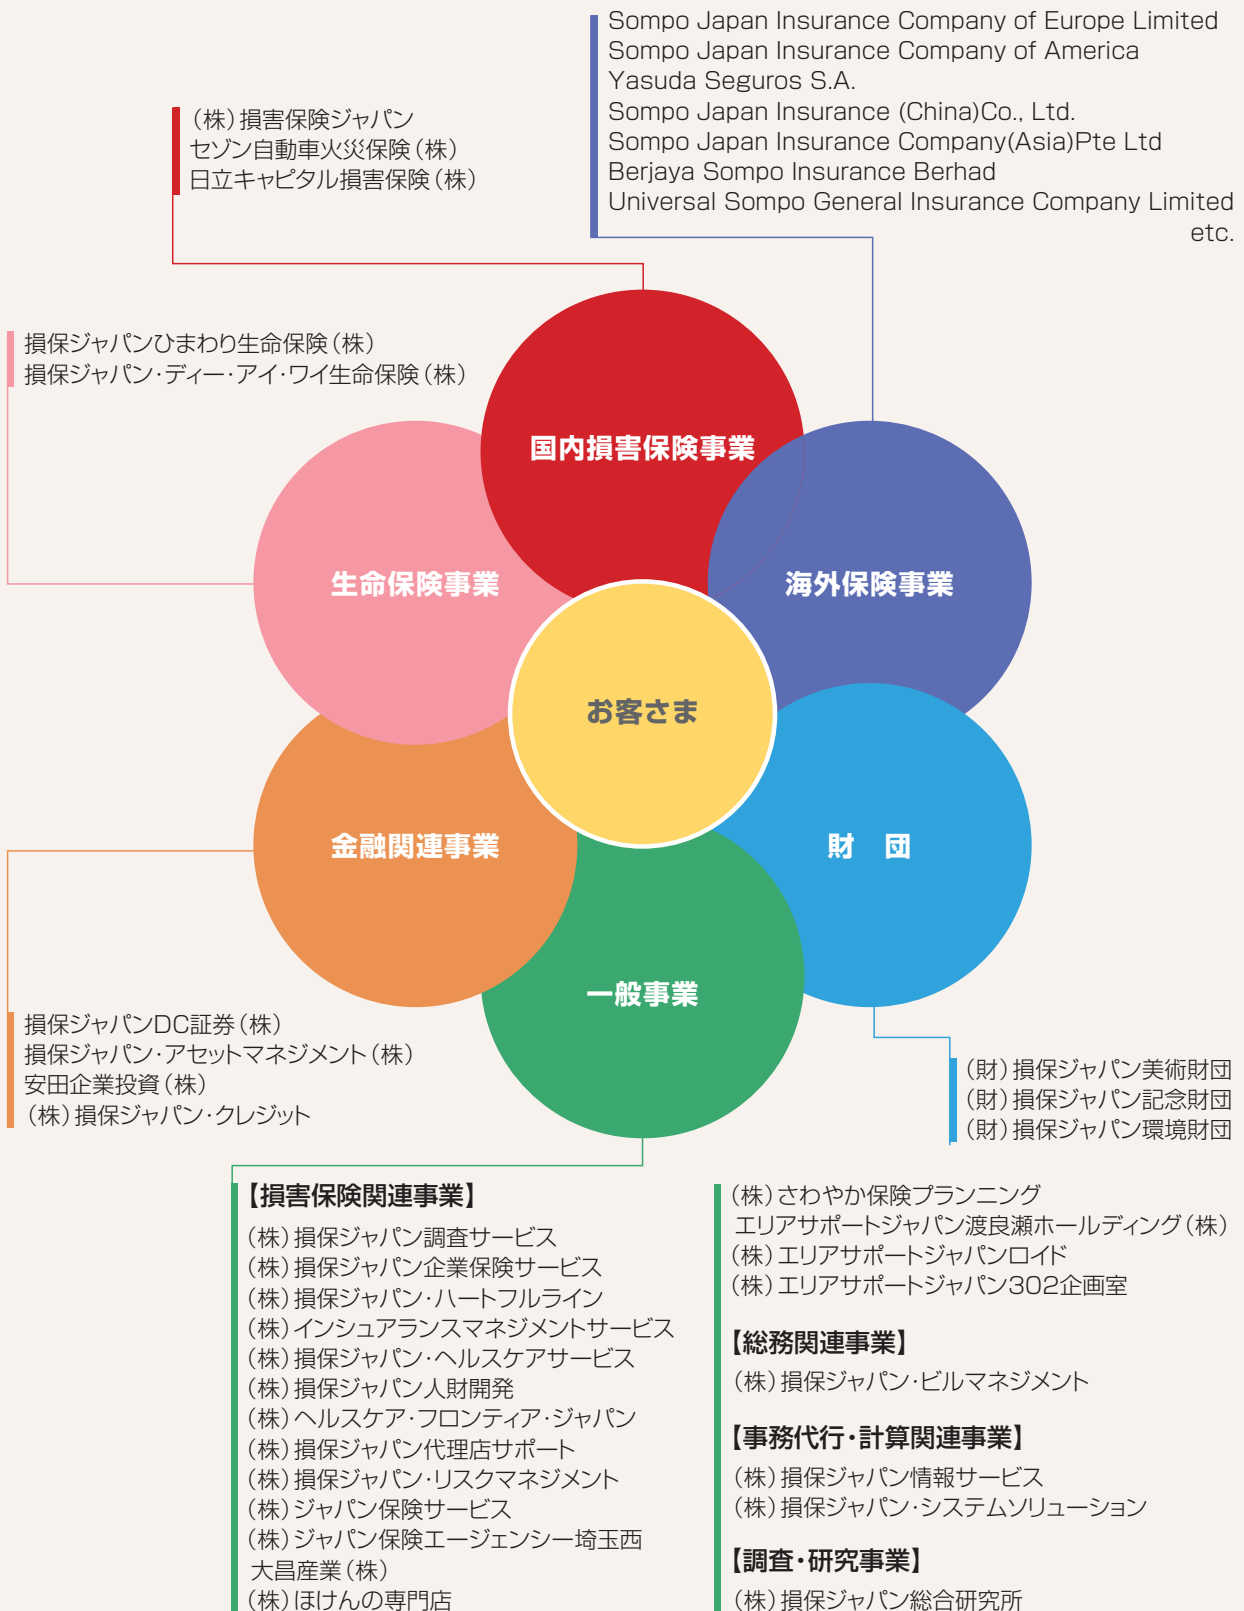 Sompo Japan Insurance Company of Europe Limited
Sompo Japan Insurance Company of America
Yasuda Seguros S.A.
Sompo Japan Insurance (China)Co., Ltd.
Sompo Japan Insurance Company(Asia)Pte Ltd
Berjaya Sompo Insurance Berhad
Universal Sompo General Insurance Company Limited
etc.
（株）損害保険ジャパン
セゾン自動車火災保険（株）
日立キャピタル損害保険（株）
損保ジャパンひまわり生命保険（株）
損保ジャパン・ディー・アイ・ワイ生命保険（株）
国内損害保険事業
生命保険事業
海外保険事業
お客さま
金融関連事業
財　団
一般事業
損保ジャパンDC証券（株）
損保ジャパン・アセットマネジメント（株）
安田企業投資（株）
（株）損保ジャパン・クレジット
（財）損保ジャパン美術財団
（財）損保ジャパン記念財団
（財）損保ジャパン環境財団
【損害保険関連事業】
（株）損保ジャパン調査サービス
（株）損保ジャパン企業保険サービス
（株）損保ジャパン・ハートフルライン
（株）インシュアランスマネジメントサービス
（株）損保ジャパン・ヘルスケアサービス
（株）損保ジャパン人財開発
（株）ヘルスケア・フロンティア・ジャパン
（株）損保ジャパン代理店サポート
（株）損保ジャパン・リスクマネジメント
（株）ジャパン保険サービス
（株）ジャパン保険エージェンシー埼玉西
大昌産業（株）
（株）ほけんの専門店
（株）さわやか保険プランニング
エリアサポートジャパン渡良瀬ホールディング（株）
（株）エリアサポートジャパンロイド
（株）エリアサポートジャパン302企画室
【総務関連事業】
（株）損保ジャパン・ビルマネジメント
【事務代行・計算関連事業】
（株）損保ジャパン情報サービス
（株）損保ジャパン・システムソリューション
【調査・研究事業】
（株）損保ジャパン総合研究所